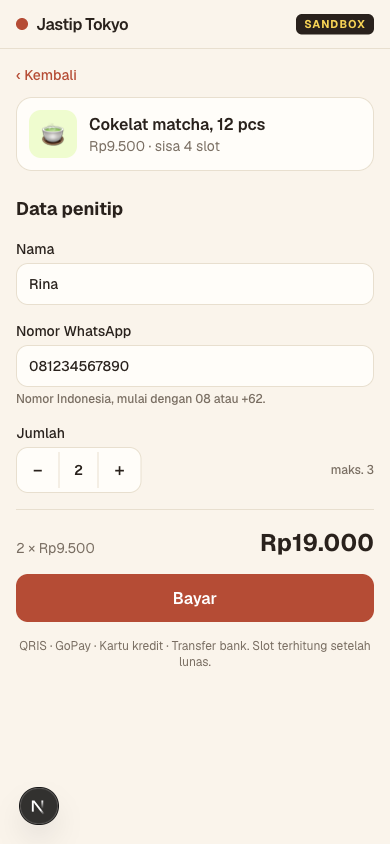 Jastip Tokyo
SANDBOX
‹ Kembali
Cokelat matcha, 12 pcs
Rp9.500 · sisa 4 slot
Data penitip
Nama
Rina
Nomor WhatsApp
081234567890
Nomor Indonesia, mulai dengan 08 atau +62.
Jumlah
− 2 +
maks. 3
2 × Rp9.500
Rp19.000
Bayar
QRIS · GoPay · Kartu kredit · Transfer bank. Slot terhitung setelah
lunas.
N